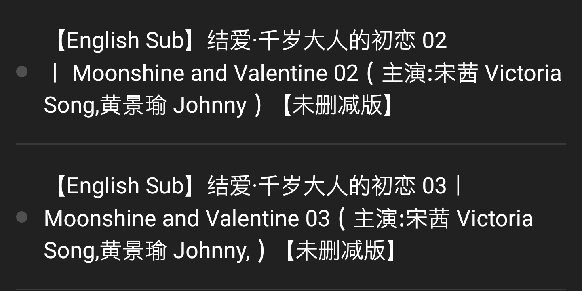 【English Sub】结爱·千岁大人的初恋 02
丨 Moonshine and Valentine 02（主演:宋茜 Victoria
Song,黄景瑜 Johnny）【未删减版】
【English Sub】结爱·千岁大人的初恋 03丨
Moonshine and Valentine 03（主演:宋茜 Victoria
Song,黄景瑜 Johnny,）【未删减版】